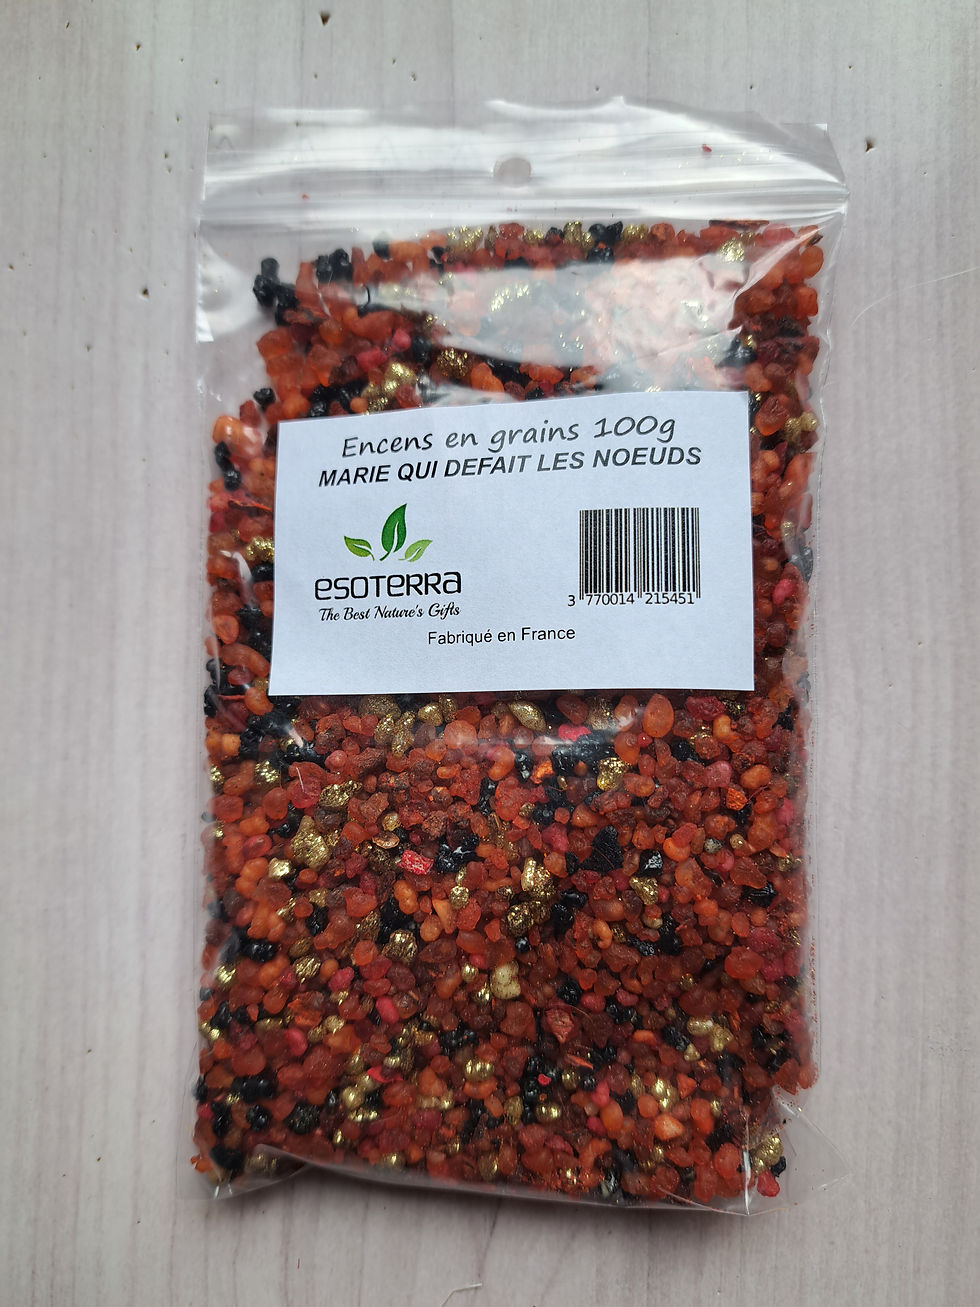 Encens en grains 100g
MARIE QUI DEFAIT LES NOEUDS
ESOTERRA
The Best Nature's Gifts
3 770014 215451
Fabriqué en France